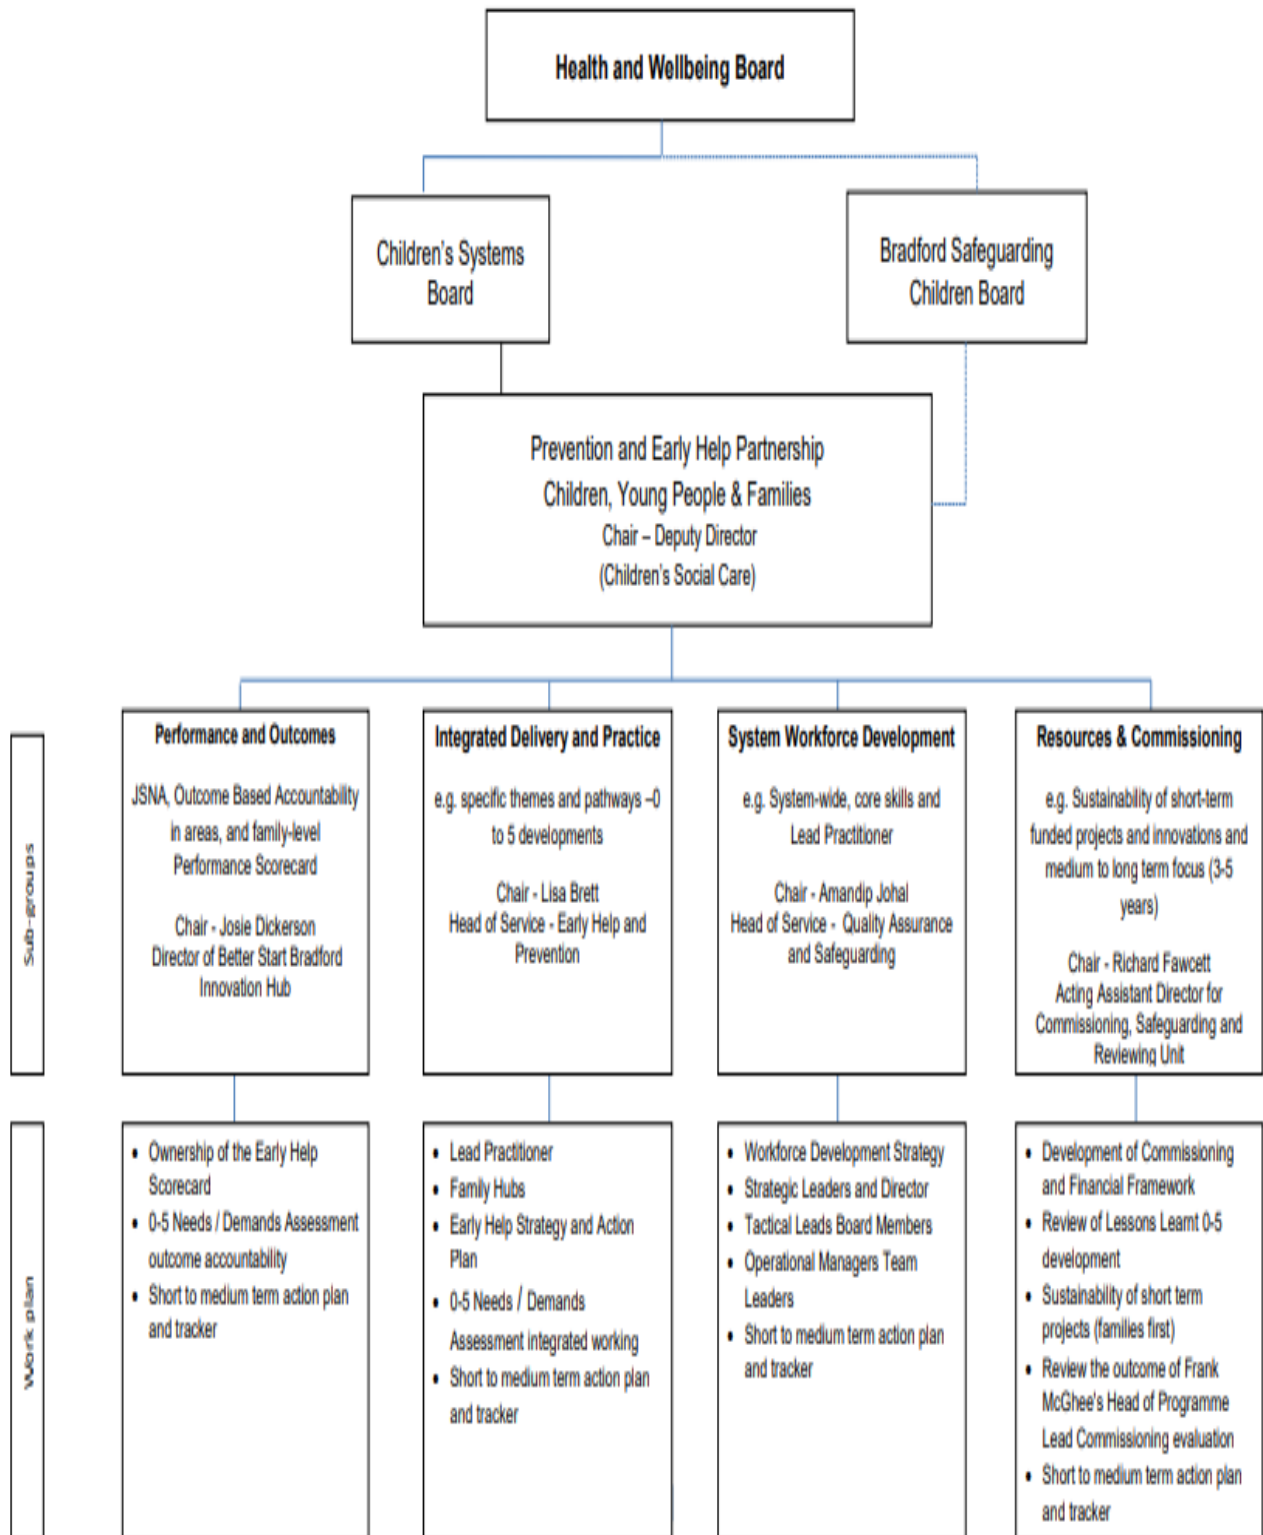 Health and Wellbeing Board
Children's Systems
Board
Bradford Safeguarding
Children Board
Prevention and Early Help Partnership
Children, Young People & Families
Chair – Deputy Director
(Children's Social Care)
Sub-groups
Performance and Outcomes
JSNA, Outcome Based Accountability
in areas, and family-level
Performance Scorecard
Chair - Josie Dickerson
Director of Better Start Bradford
Innovation Hub
Integrated Delivery and Practice
e.g. specific themes and pathways –0
to 5 developments
Chair - Lisa Brett
Head of Service - Early Help and
Prevention
System Workforce Development
e.g. System-wide, core skills and
Lead Practitioner
Chair - Amandip Johal
Head of Service - Quality Assurance
and Safeguarding
Resources & Commissioning
e.g. Sustainability of short-term
funded projects and innovations and
medium to long term focus (3-5
years)
Chair - Richard Fawcett
Acting Assistant Director for
Commissioning, Safeguarding and
Reviewing Unit
Work plan
• Ownership of the Early Help
Scorecard
• 0-5 Needs / Demands Assessment
outcome accountability
• Short to medium term action plan
and tracker
• Lead Practitioner
• Family Hubs
• Early Help Strategy and Action
Plan
• 0-5 Needs / Demands
Assessment integrated working
• Short to medium term action plan
and tracker
• Workforce Development Strategy
• Strategic Leaders and Director
• Tactical Leads Board Members
• Operational Managers Team
Leaders
• Short to medium term action plan
and tracker
• Development of Commissioning
and Financial Framework
• Review of Lessons Learnt 0-5
development
• Sustainability of short term
projects (families first)
• Review the outcome of Frank
McGhee's Head of Programme
Lead Commissioning evaluation
• Short to medium term action plan
and tracker